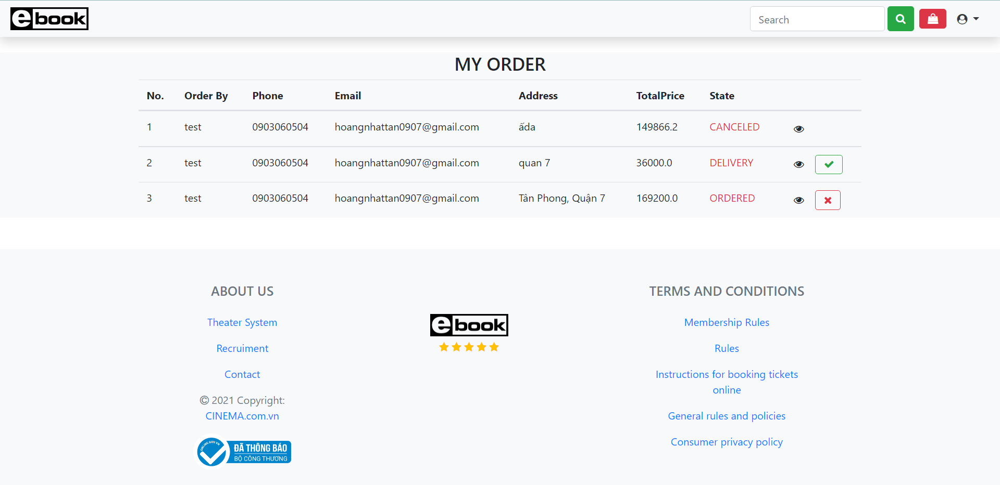 ebook
Search
MY ORDER
No. Order By Phone Email Address TotalPrice State
1 test 0903060504 hoangnhattan0907@gmail.com ấda 149866.2 CANCELED
2 test 0903060504 hoangnhattan0907@gmail.com quan 7 36000.0 DELIVERY
3 test 0903060504 hoangnhattan0907@gmail.com Tân Phong, Quận 7 169200.0 ORDERED
ABOUT US
Theater System
Recruiment
Contact
© 2021 Copyright:
CINEMA.com.vn
ONLINE.GOV.VN
ĐÃ THÔNG BÁO
BỘ CÔNG THƯƠNG
ebook
TERMS AND CONDITIONS
Membership Rules
Rules
Instructions for booking tickets
online
General rules and policies
Consumer privacy policy